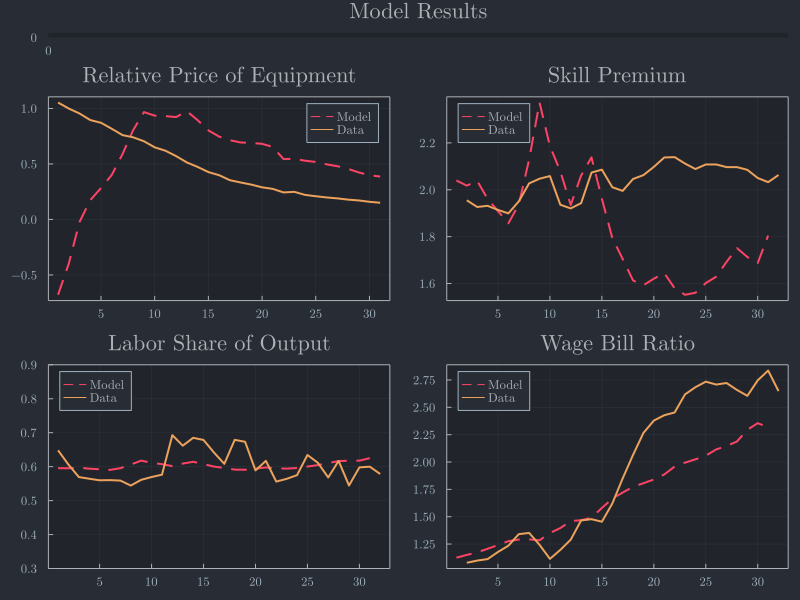 Model Results
0
0
Relative Price of Equipment
Skill Premium
1.0
0.5
0.0
−0.5
Model
Data
5 10 15 20 25 30
2.2
2.0
1.8
1.6
Model
Data
5 10 15 20 25 30
Labor Share of Output
Wage Bill Ratio
0.9
0.8
0.7
0.6
0.5
0.4
0.3
Model
Data
5 10 15 20 25 30
2.75
2.50
2.25
2.00
1.75
1.50
1.25
Model
Data
5 10 15 20 25 30